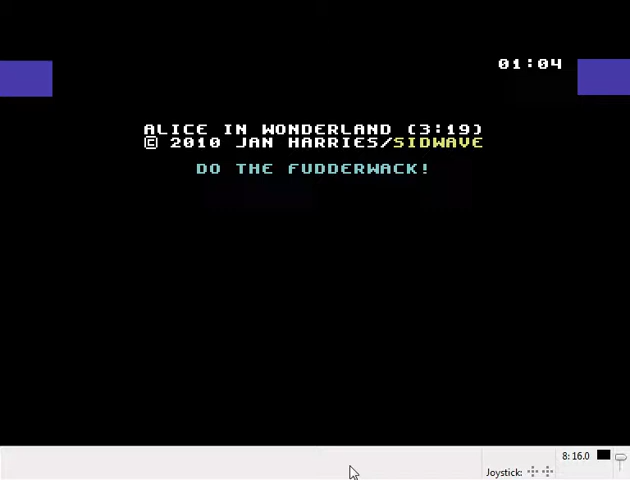 01:04
ALICE IN WONDERLAND (3:19)
© 2010 JAN HARRIES/SIDWAVE
DO THE FUDDERWACK!
8:16.0
Joystick: